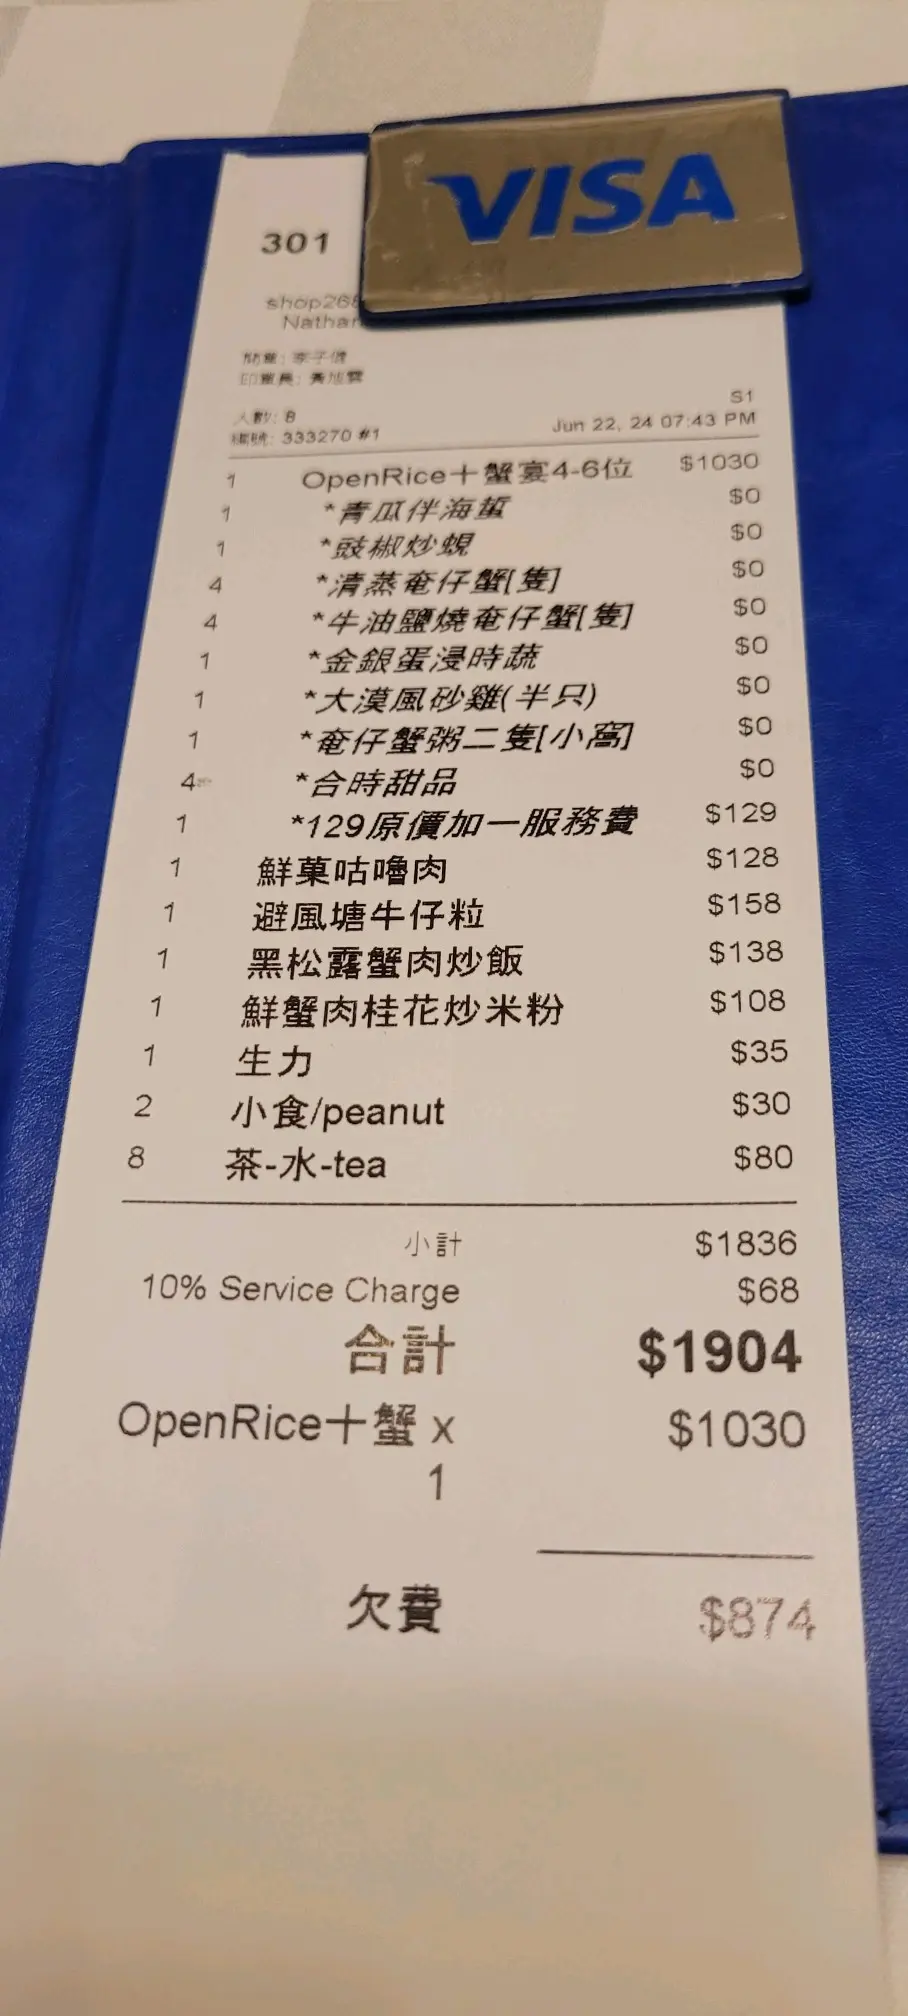 VISA
301
shop268
Nathan
人數: 8
S1
編號: 333270 #1 Jun 22, 24 07:43 PM
1 OpenRice十蟹宴4-6位 $1030
1 *青瓜伴海蜇 $0
1 *豉椒炒蜆 $0
4 *清蒸奄仔蟹[隻] $0
4 *牛油鹽燒奄仔蟹[隻] $0
1 *金銀蛋浸時蔬 $0
1 *大漠風砂雞(半只) $0
1 *奄仔蟹粥二隻[小窩] $0
4 *合時甜品 $0
1 *129原價加一服務費 $129
1 鮮菓咕嚕肉 $128
1 避風塘牛仔粒 $158
1 黑松露蟹肉炒飯 $138
1 鮮蟹肉桂花炒米粉 $108
1 生力 $35
2 小食/peanut $30
8 茶-水-tea $80
小計 $1836
10% Service Charge $68
合計 $1904
OpenRice十蟹 x $1030
1
欠費 $874